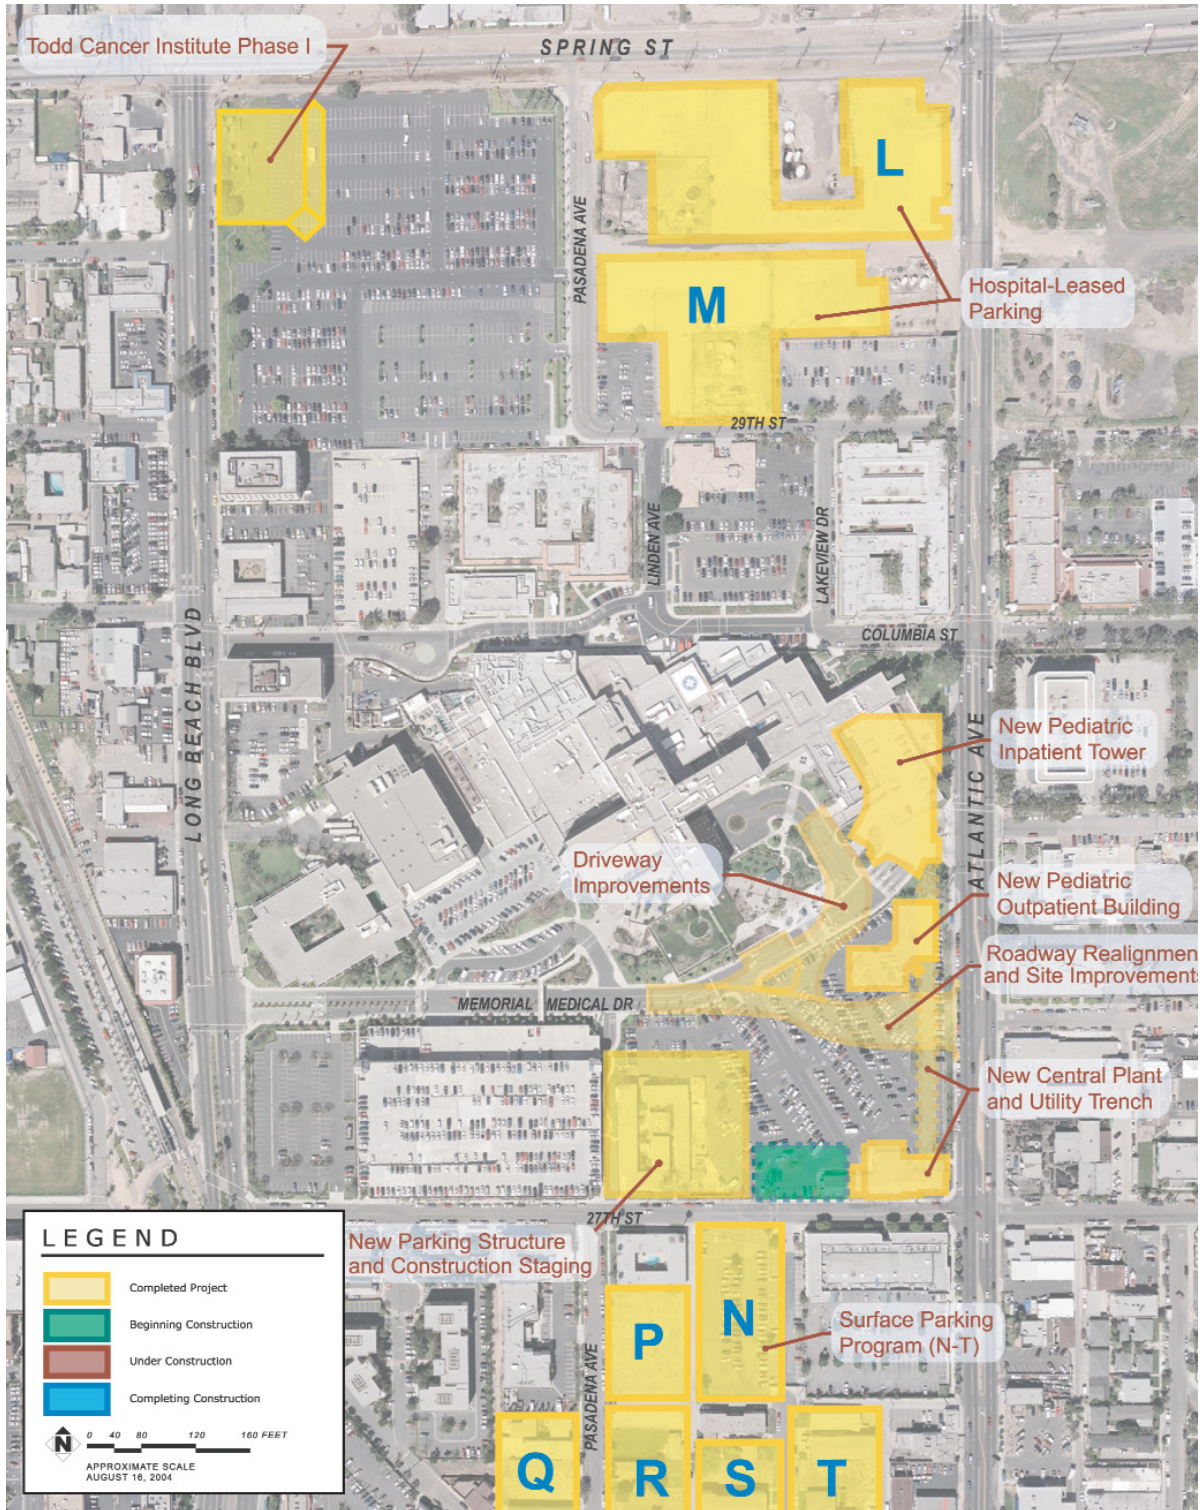 Todd Cancer Institute Phase I
SPRING ST
L
PASADENA AVE
Hospital-Leased
Parking
M
29TH ST
LINDEN AVE
LAKEVIEW DR
COLUMBIA ST
LONG BEACH BLVD
ATLANTIC AVE
New Pediatric
Inpatient Tower
Driveway
Improvements
New Pediatric
Outpatient Building
Roadway Realignmen
and Site Improvements
MEMORIAL MEDICAL DR
New Central Plant
and Utility Trench
27TH ST
New Parking Structure
and Construction Staging
N
P
Surface Parking
Program (N-T)
PASADENA AVE
Q
R
S
T
LEGEND
Completed Project
Beginning Construction
Under Construction
Completing Construction
N
0 40 80 120 160 FEET
APPROXIMATE SCALE
AUGUST 16, 2004